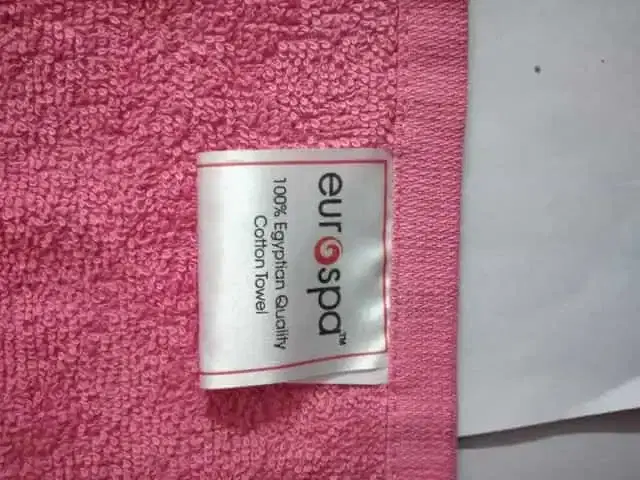 eurospa™
100% Egyptian Quality
Cotton Towel